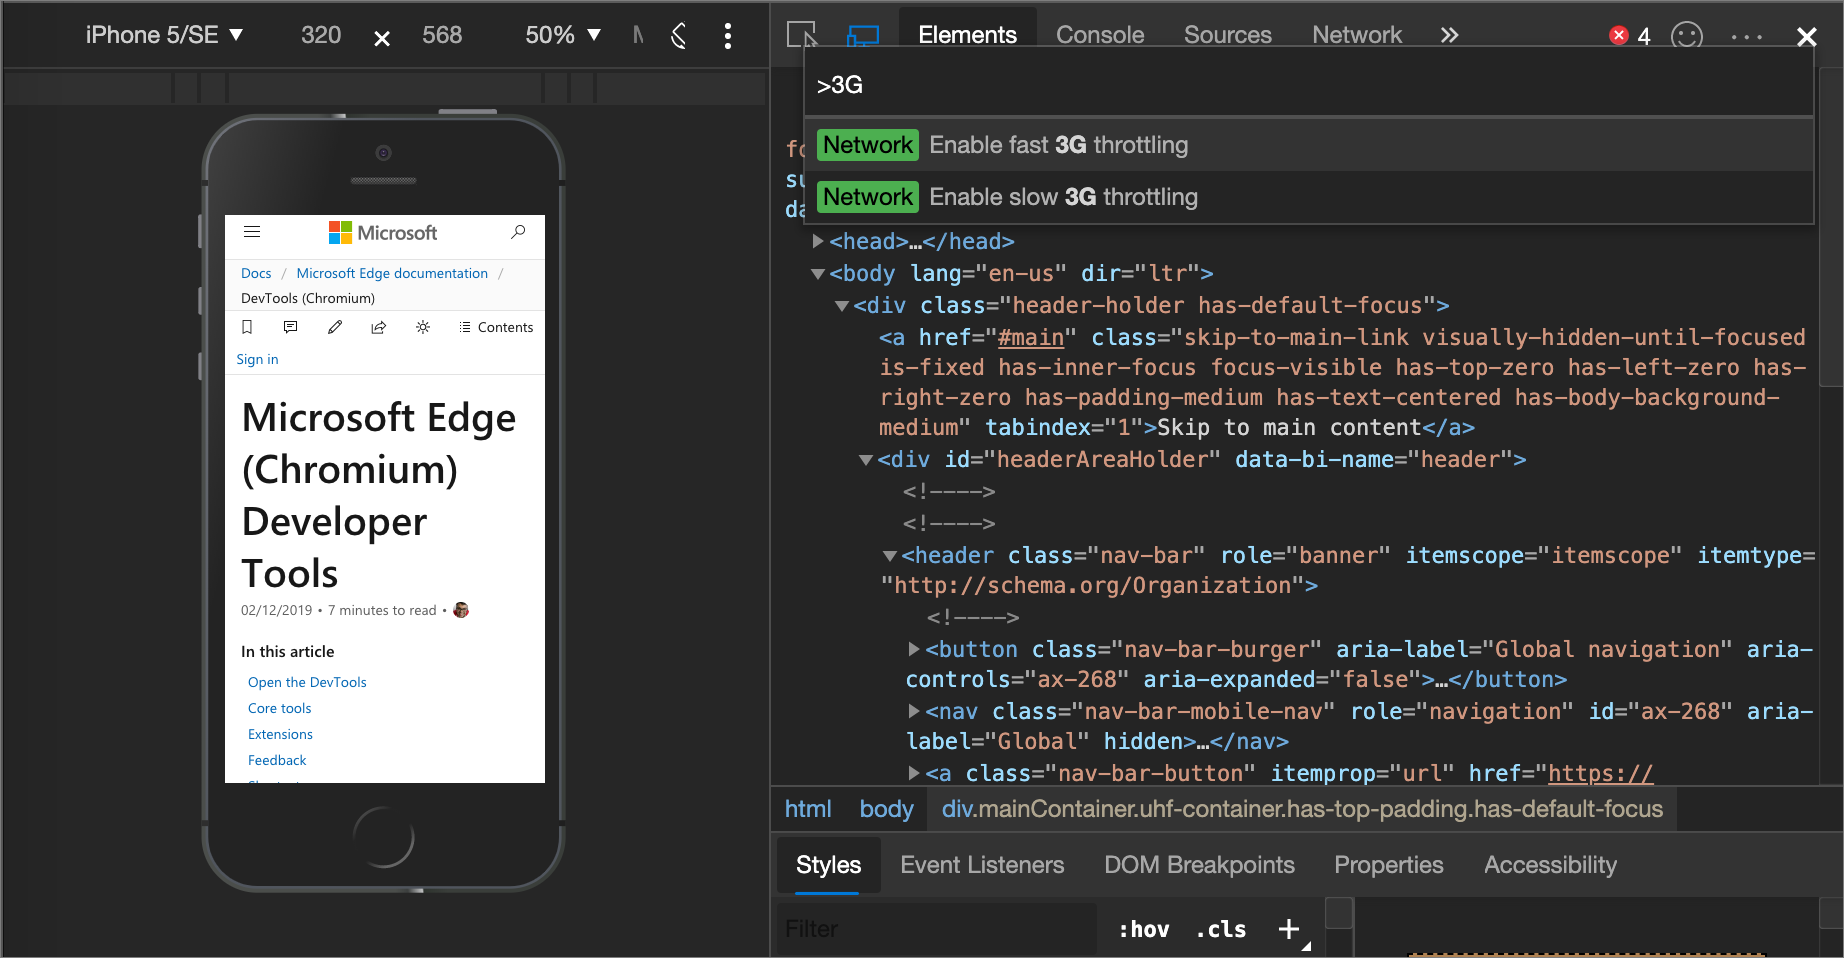 iPhone 5/SE ▼ 320 × 568 50% ▼
Elements Console Sources Network » 4
>3G
Network Enable fast 3G throttling
Network Enable slow 3G throttling
<head>…</head>
<body lang="en-us" dir="ltr">
<div class="header-holder has-default-focus">
<a href="#main" class="skip-to-main-link visually-hidden-until-focused
is-fixed has-inner-focus focus-visible has-top-zero has-left-zero has-
right-zero has-padding-medium has-text-centered has-body-background-
medium" tabindex="1">Skip to main content</a>
<div id="headerAreaHolder" data-bi-name="header">
<!---->
<!---->
<header class="nav-bar" role="banner" itemscope="itemscope" itemtype=
"http://schema.org/Organization">
<!---->
<button class="nav-bar-burger" aria-label="Global navigation" aria-
controls="ax-268" aria-expanded="false">…</button>
<nav class="nav-bar-mobile-nav" role="navigation" id="ax-268" aria-
label="Global" hidden>…</nav>
<a class="nav-bar-button" itemprop="url" href="https://
html body div.mainContainer.uhf-container.has-top-padding.has-default-focus
Styles Event Listeners DOM Breakpoints Properties Accessibility
Filter :hov .cls +
Microsoft
Docs / Microsoft Edge documentation /
DevTools (Chromium)
Contents
Sign in
Microsoft Edge
(Chromium)
Developer
Tools
02/12/2019 • 7 minutes to read •
In this article
Open the DevTools
Core tools
Extensions
Feedback